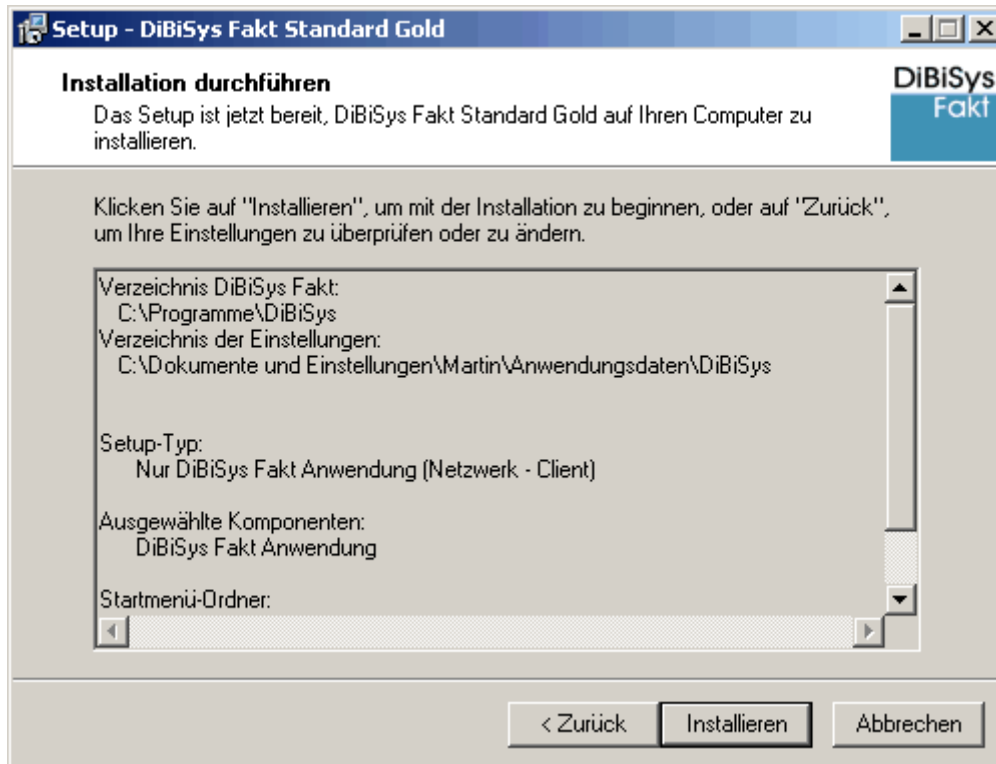 Setup - DiBiSys Fakt Standard Gold
Installation durchführen
Das Setup ist jetzt bereit, DiBiSys Fakt Standard Gold auf Ihren Computer zu
installieren.
DiBiSys
Fakt
Klicken Sie auf "Installieren", um mit der Installation zu beginnen, oder auf "Zurück",
um Ihre Einstellungen zu überprüfen oder zu ändern.
Verzeichnis DiBiSys Fakt:
C:\Programme\DiBiSys
Verzeichnis der Einstellungen:
C:\Dokumente und Einstellungen\Martin\Anwendungsdaten\DiBiSys
Setup-Typ:
Nur DiBiSys Fakt Anwendung (Netzwerk - Client)
Ausgewählte Komponenten:
DiBiSys Fakt Anwendung
Startmenü-Ordner:
< Zurück
Installieren
Abbrechen